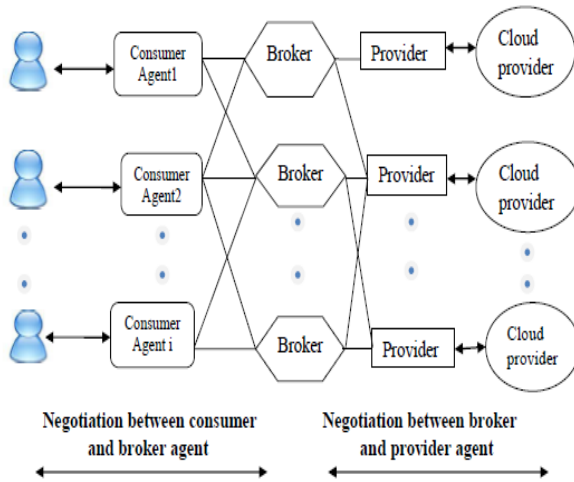 Consumer
Agent1
Broker
Provider
Cloud
provider
Consumer
Agent2
Broker
Provider
Cloud
provider
Consumer
Agent i
Broker
Provider
Cloud
provider
Negotiation between consumer
and broker agent
Negotiation between broker
and provider agent